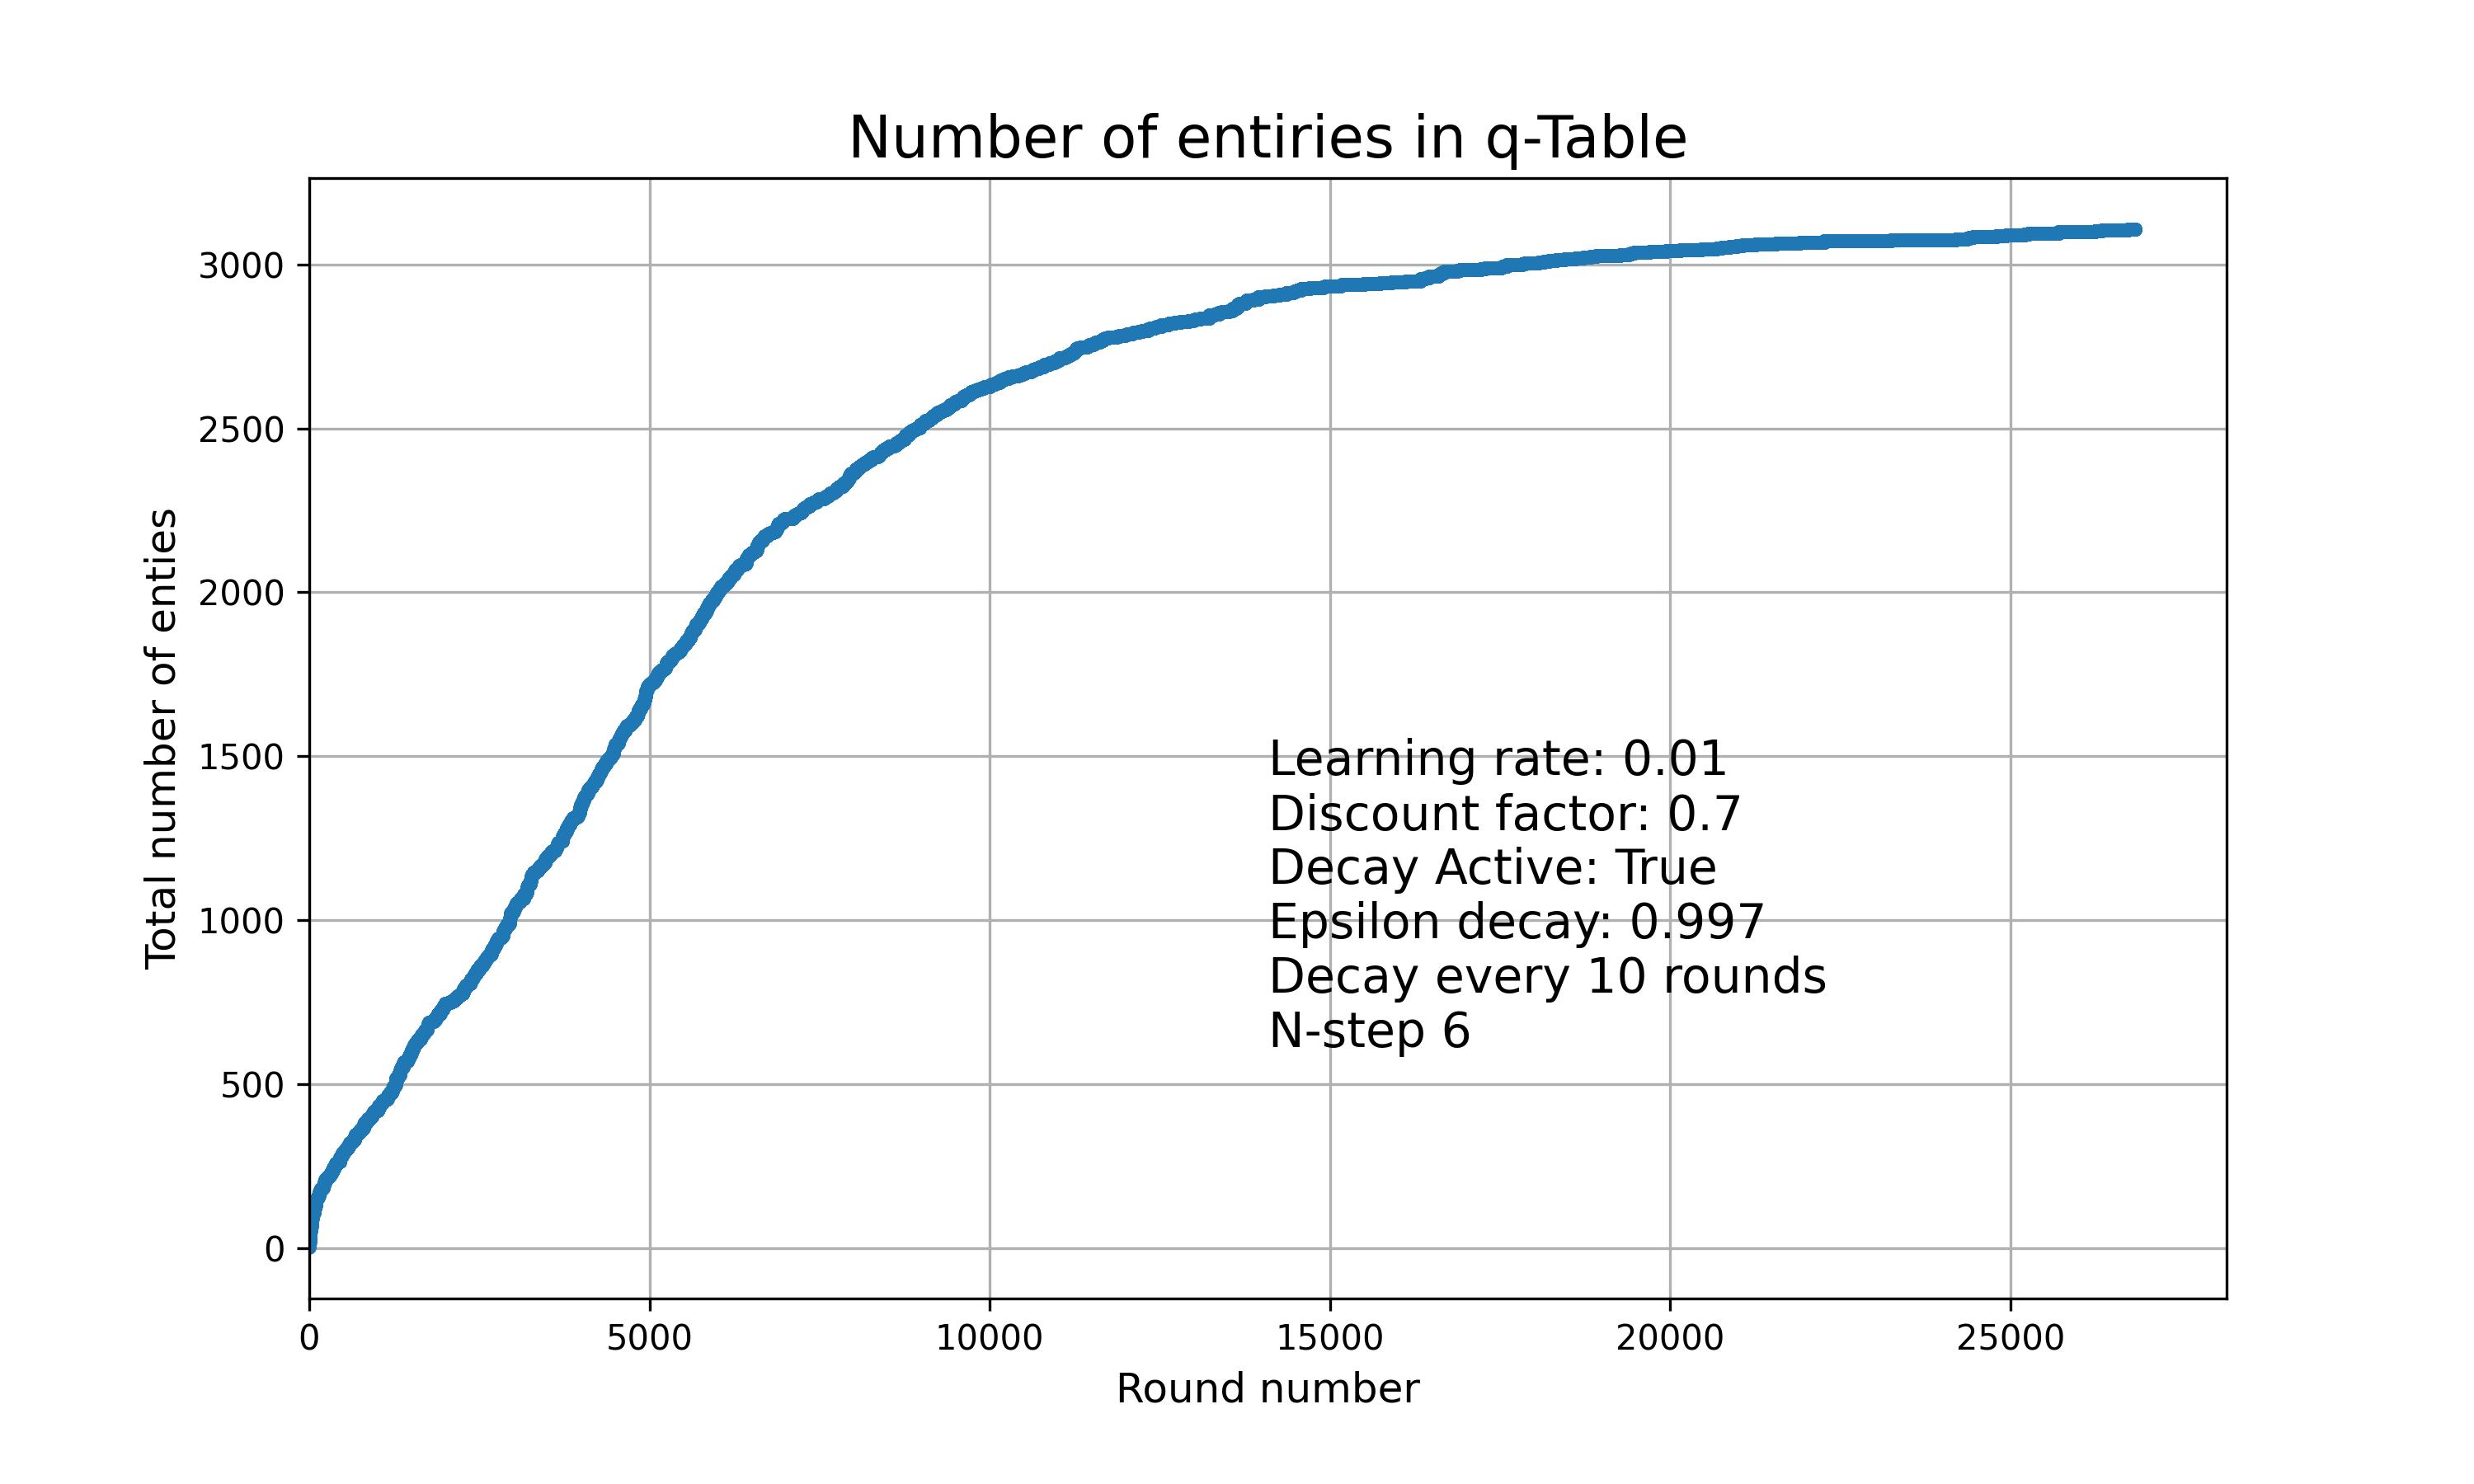 Number of entiries in q-Table
3000
2500
2000
1500
1000
500
0
Total number of enties
Learning rate: 0.01
Discount factor: 0.7
Decay Active: True
Epsilon decay: 0.997
Decay every 10 rounds
N-step 6
0 5000 10000 15000 20000 25000
Round number